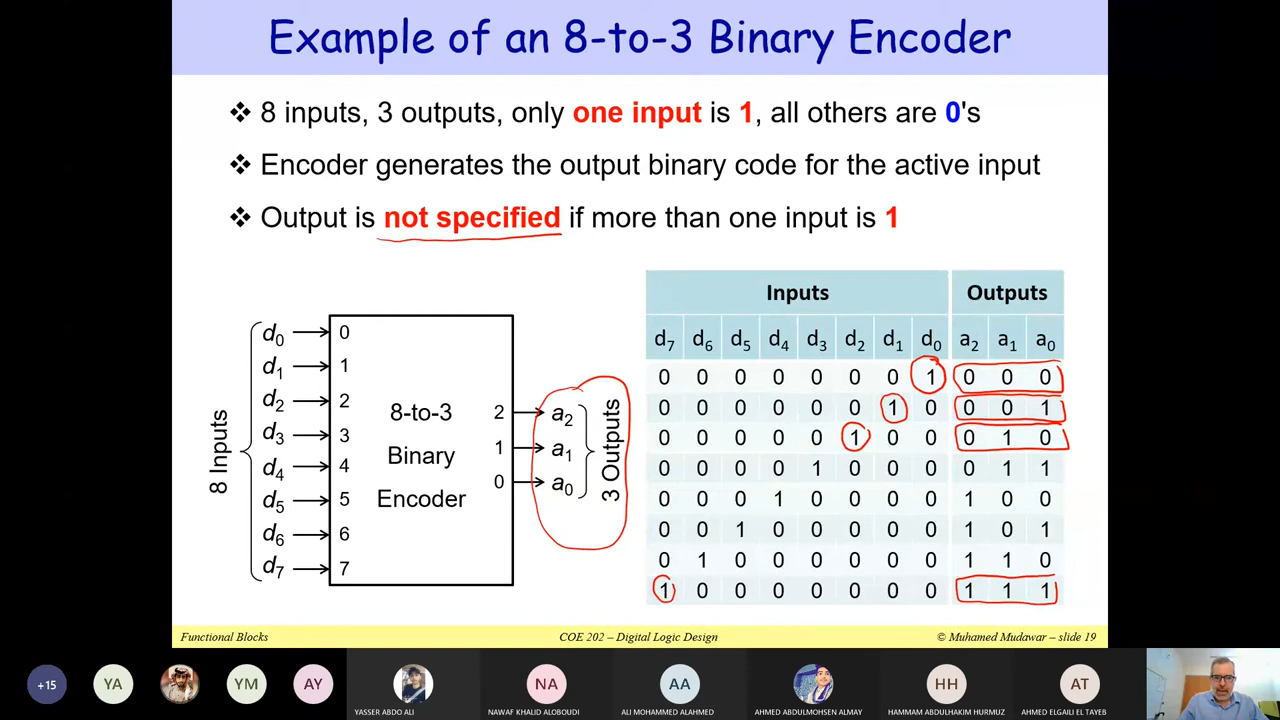 Example of an 8-to-3 Binary Encoder
❖ 8 inputs, 3 outputs, only one input is 1, all others are 0's
❖ Encoder generates the output binary code for the active input
❖ Output is not specified if more than one input is 1
8 Inputs
d0 0
d1 1
d2 2
d3 3
d4 4
d5 5
d6 6
d7 7
8-to-3
Binary
Encoder
2 a2
1 a1
0 a0
3 Outputs
Inputs Outputs
d7 d6 d5 d4 d3 d2 d1 d0 a2 a1 a0
0 0 0 0 0 0 0 1 0 0 0
0 0 0 0 0 0 1 0 0 0 1
0 0 0 0 0 1 0 0 0 1 0
0 0 0 0 1 0 0 0 0 1 1
0 0 0 1 0 0 0 0 1 0 0
0 0 1 0 0 0 0 0 1 0 1
0 1 0 0 0 0 0 0 1 1 0
1 0 0 0 0 0 0 0 1 1 1
Functional Blocks COE 202 – Digital Logic Design © Muhamed Mudawar – slide 19
+15 YA YM AY NA AA HH AT
YASSER ABDO ALI NAWAF KHALID ALOBOUDI ALI MOHAMMED ALAHMED AHMED ABDULMOHSEN ALMAY HAMMAM ABDULHAKIM HURMUZ AHMED ELGAILI EL TAYEB